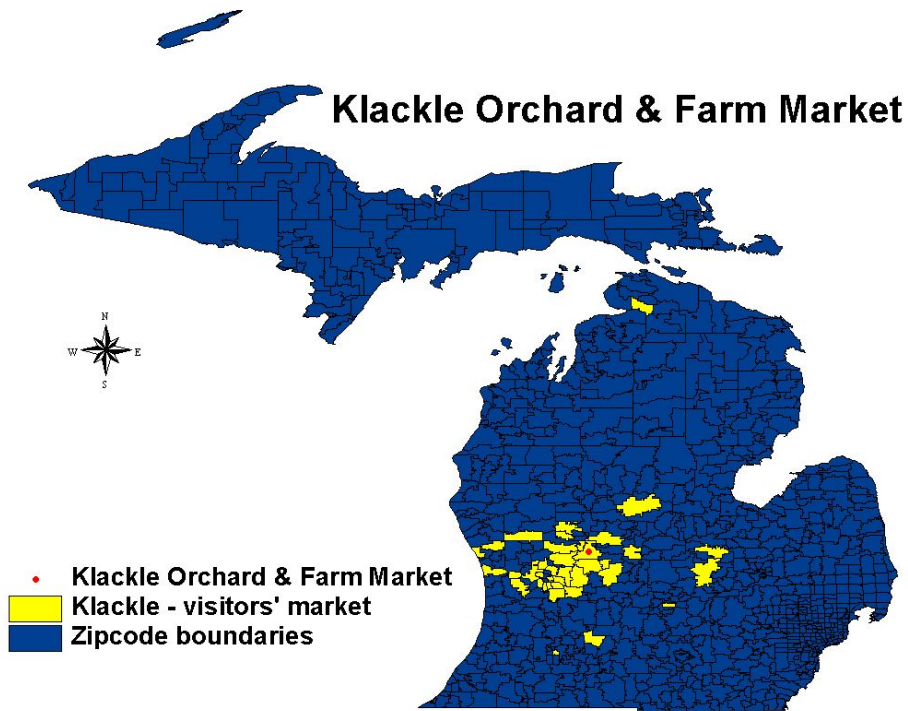 Klackle Orchard & Farm Market
N
W E
S
Klackle Orchard & Farm Market
Klackle - visitors' market
Zipcode boundaries